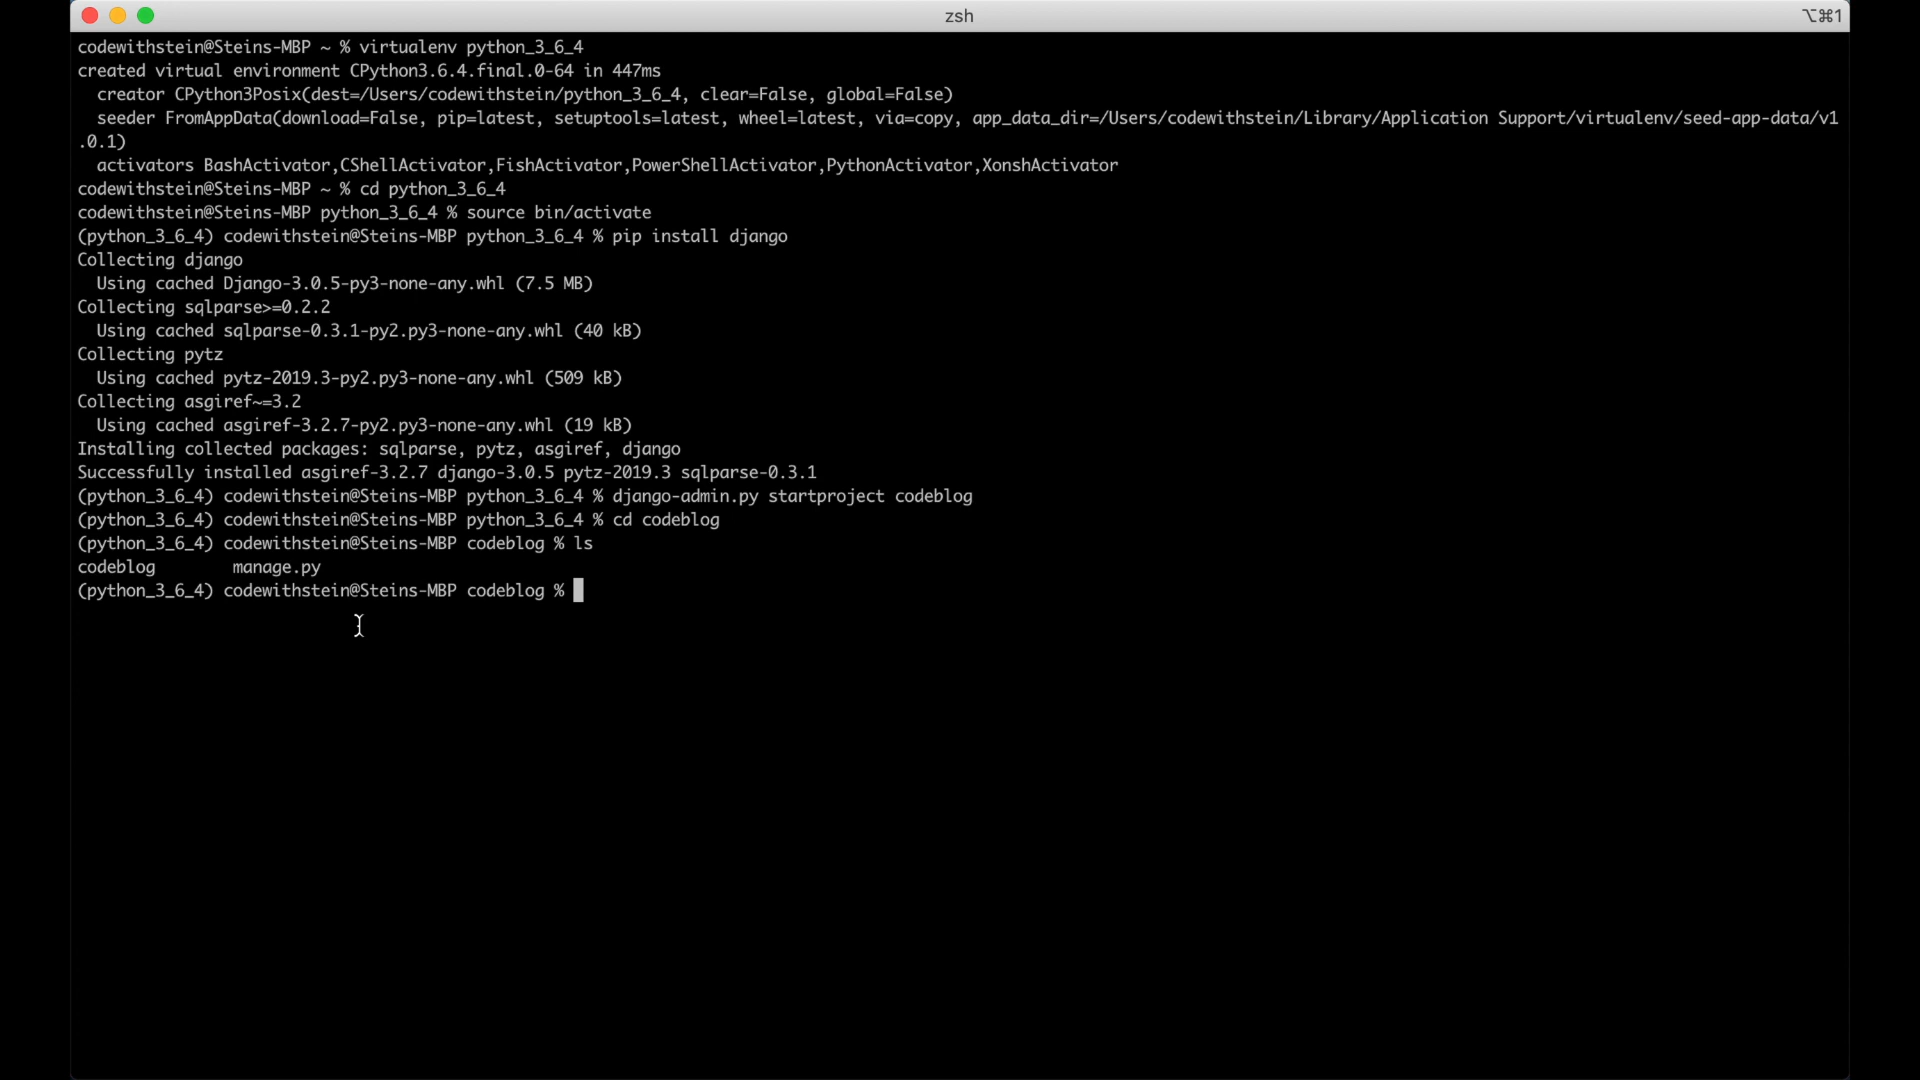 zsh
⌥⌘1
codewithstein@Steins-MBP ~ % virtualenv python_3_6_4
created virtual environment CPython3.6.4.final.0-64 in 447ms
  creator CPython3Posix(dest=/Users/codewithstein/python_3_6_4, clear=False, global=False)
  seeder FromAppData(download=False, pip=latest, setuptools=latest, wheel=latest, via=copy, app_data_dir=/Users/codewithstein/Library/Application Support/virtualenv/seed-app-data/v1
.0.1)
  activators BashActivator,CShellActivator,FishActivator,PowerShellActivator,PythonActivator,XonshActivator
codewithstein@Steins-MBP ~ % cd python_3_6_4
codewithstein@Steins-MBP python_3_6_4 % source bin/activate
(python_3_6_4) codewithstein@Steins-MBP python_3_6_4 % pip install django
Collecting django
  Using cached Django-3.0.5-py3-none-any.whl (7.5 MB)
Collecting sqlparse>=0.2.2
  Using cached sqlparse-0.3.1-py2.py3-none-any.whl (40 kB)
Collecting pytz
  Using cached pytz-2019.3-py2.py3-none-any.whl (509 kB)
Collecting asgiref~=3.2
  Using cached asgiref-3.2.7-py2.py3-none-any.whl (19 kB)
Installing collected packages: sqlparse, pytz, asgiref, django
Successfully installed asgiref-3.2.7 django-3.0.5 pytz-2019.3 sqlparse-0.3.1
(python_3_6_4) codewithstein@Steins-MBP python_3_6_4 % django-admin.py startproject codeblog
(python_3_6_4) codewithstein@Steins-MBP python_3_6_4 % cd codeblog
(python_3_6_4) codewithstein@Steins-MBP codeblog % ls
codeblog        manage.py
(python_3_6_4) codewithstein@Steins-MBP codeblog %